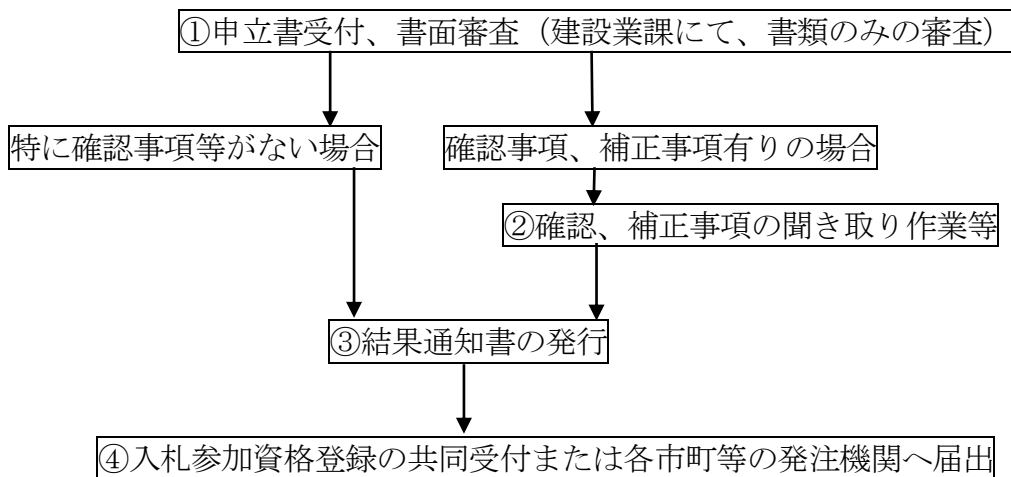 ①申立書受付、書面審査（建設業課にて、書類のみの審査）
特に確認事項等がない場合
確認事項、補正事項有りの場合
②確認、補正事項の聞き取り作業等
③結果通知書の発行
④入札参加資格登録の共同受付または各市町等の発注機関へ届出